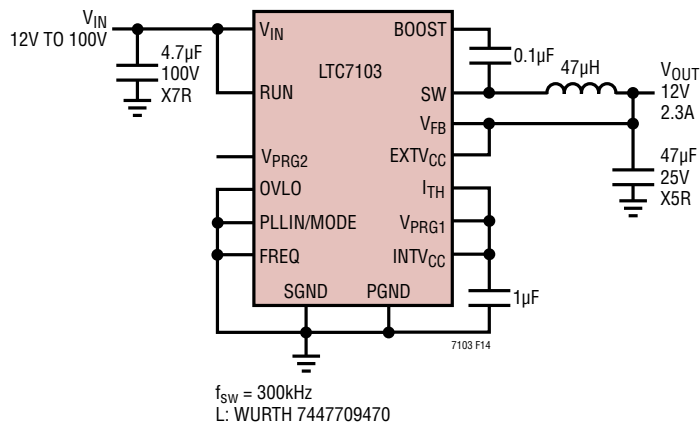 VIN
12V TO 100V
4.7µF
100V
X7R
VIN
RUN
VPRG2
OVLO
PLLIN/MODE
FREQ
SGND
PGND
LTC7103
BOOST
SW
VFB
EXTVCC
ITH
VPRG1
INTVCC
0.1µF
47µH
VOUT
12V
2.3A
47µF
25V
X5R
1µF
7103 F14
fSW = 300kHz
L: WURTH 7447709470